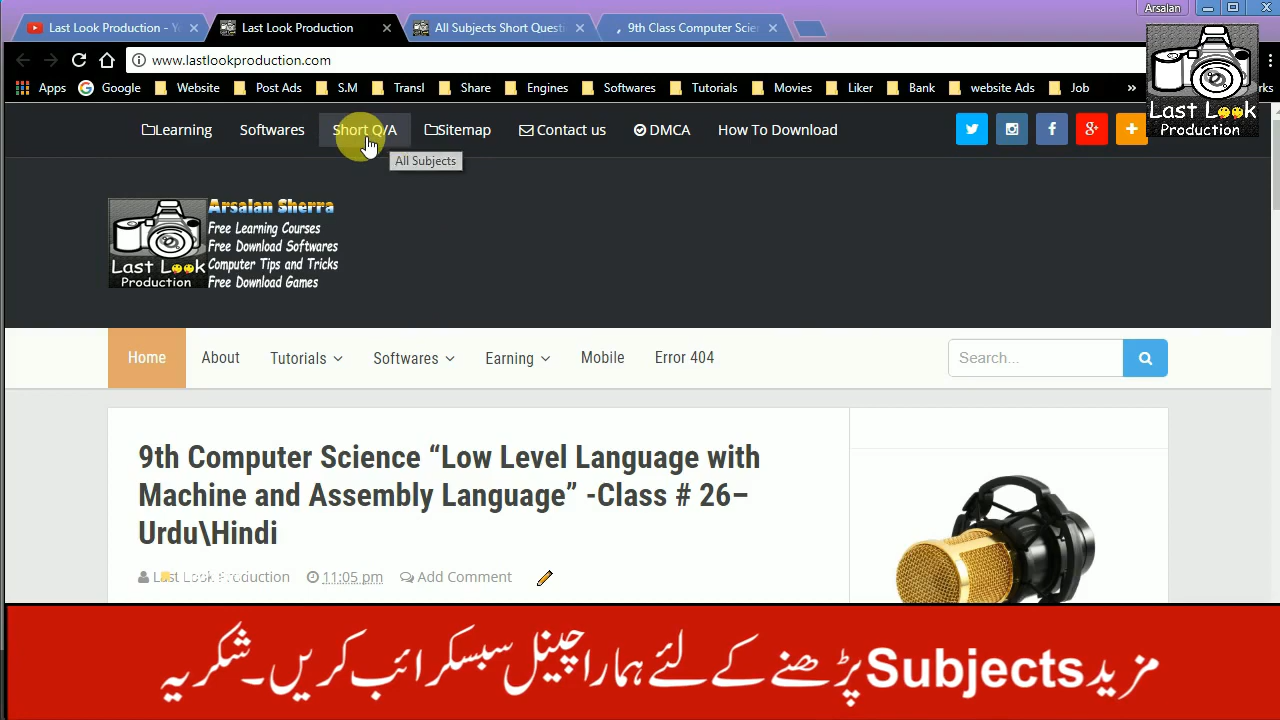 Arsalan
Last Look Production - Y
Last Look Production
All Subjects Short Questi
9th Class Computer Scie
www.lastlookproduction.com
Apps
Google
Website
Post Ads
S.M
Transl
Share
Engines
Softwares
Tutorials
Movies
Liker
Bank
website Ads
Job
»
rks
Last Look
Production
Learning
Softwares
Short Q/A
Sitemap
Contact us
DMCA
How To Download
All Subjects
Arsalan Sherra
Free Learning Courses
Free Download Softwares
Computer Tips and Tricks
Free Download Games
Last Look
Production
Home
About
Tutorials
Softwares
Earning
Mobile
Error 404
Search...
9th Computer Science “Low Level Language with
Machine and Assembly Language” -Class # 26–
Urdu\Hindi
Last Look Production
11:05 pm
Add Comment
مزید Subjects پڑھنے کے لئے ہمارا چینل سبسکرائب کریں۔ شکریہ